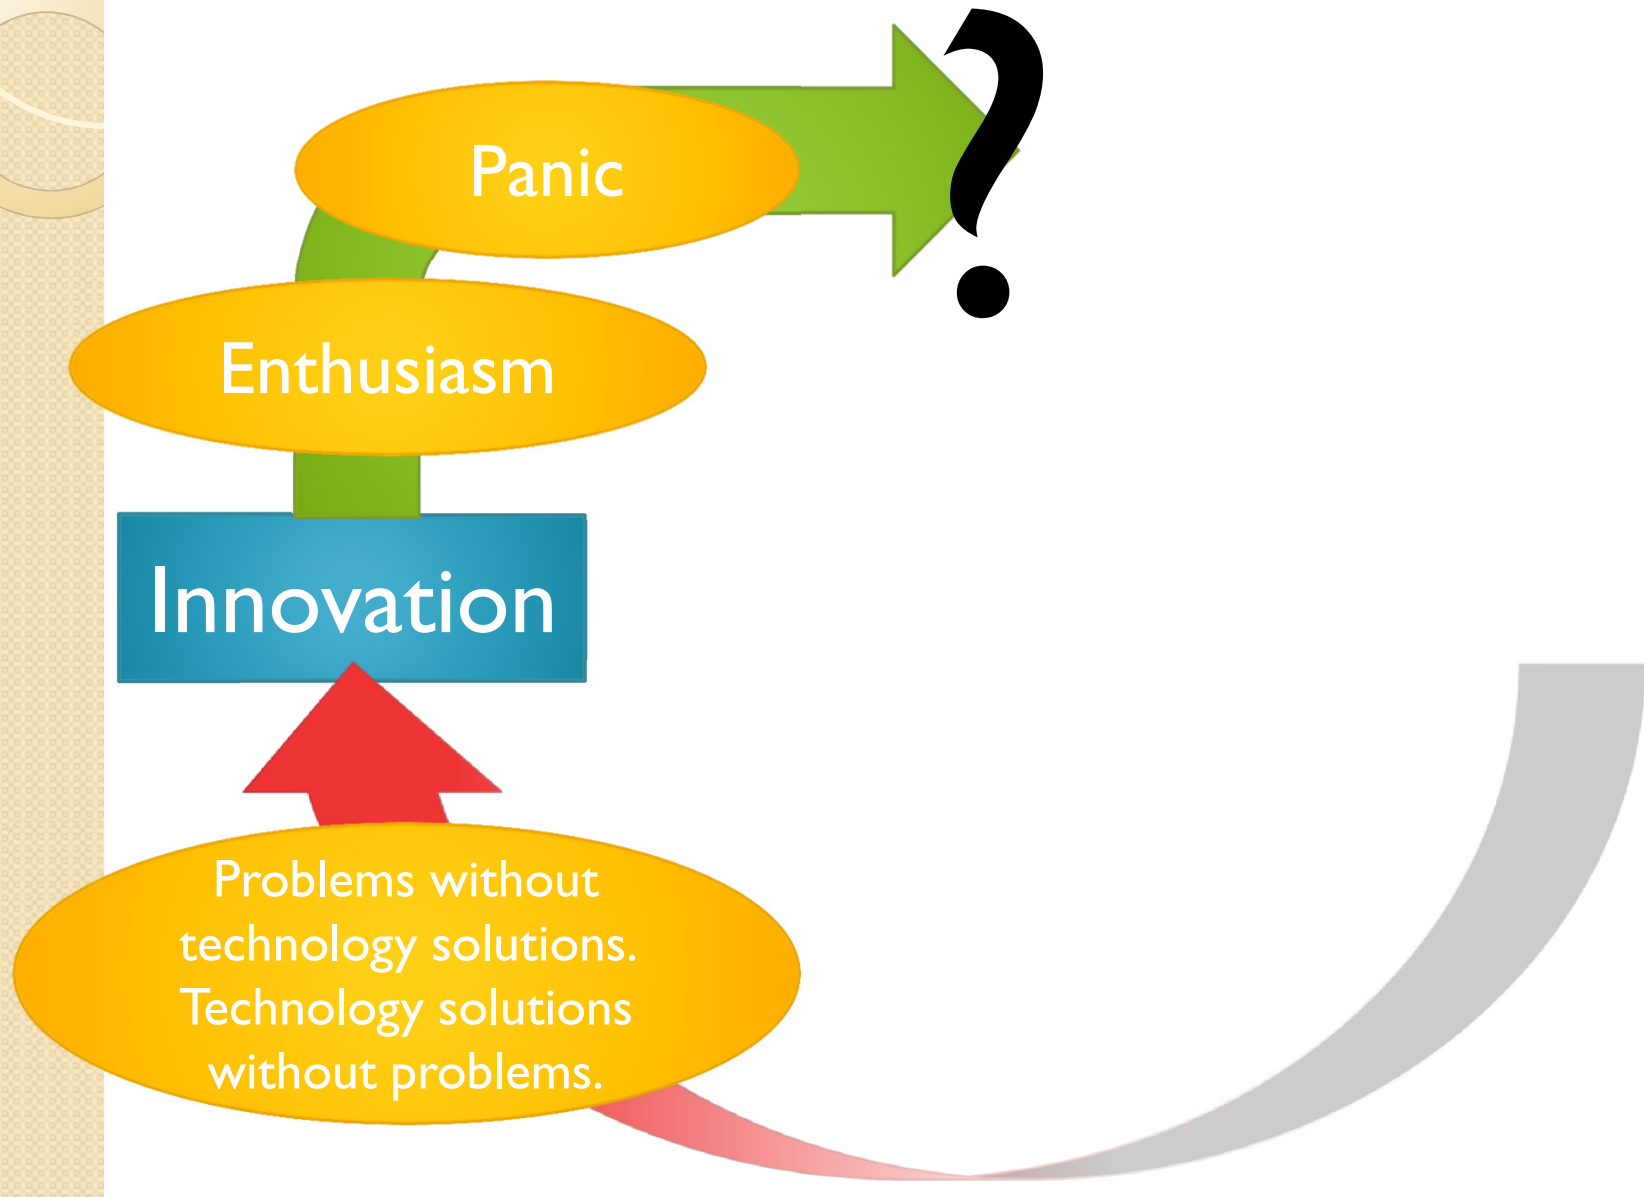 ?
Panic
Enthusiasm
Innovation
Problems without
technology solutions.
Technology solutions
without problems.